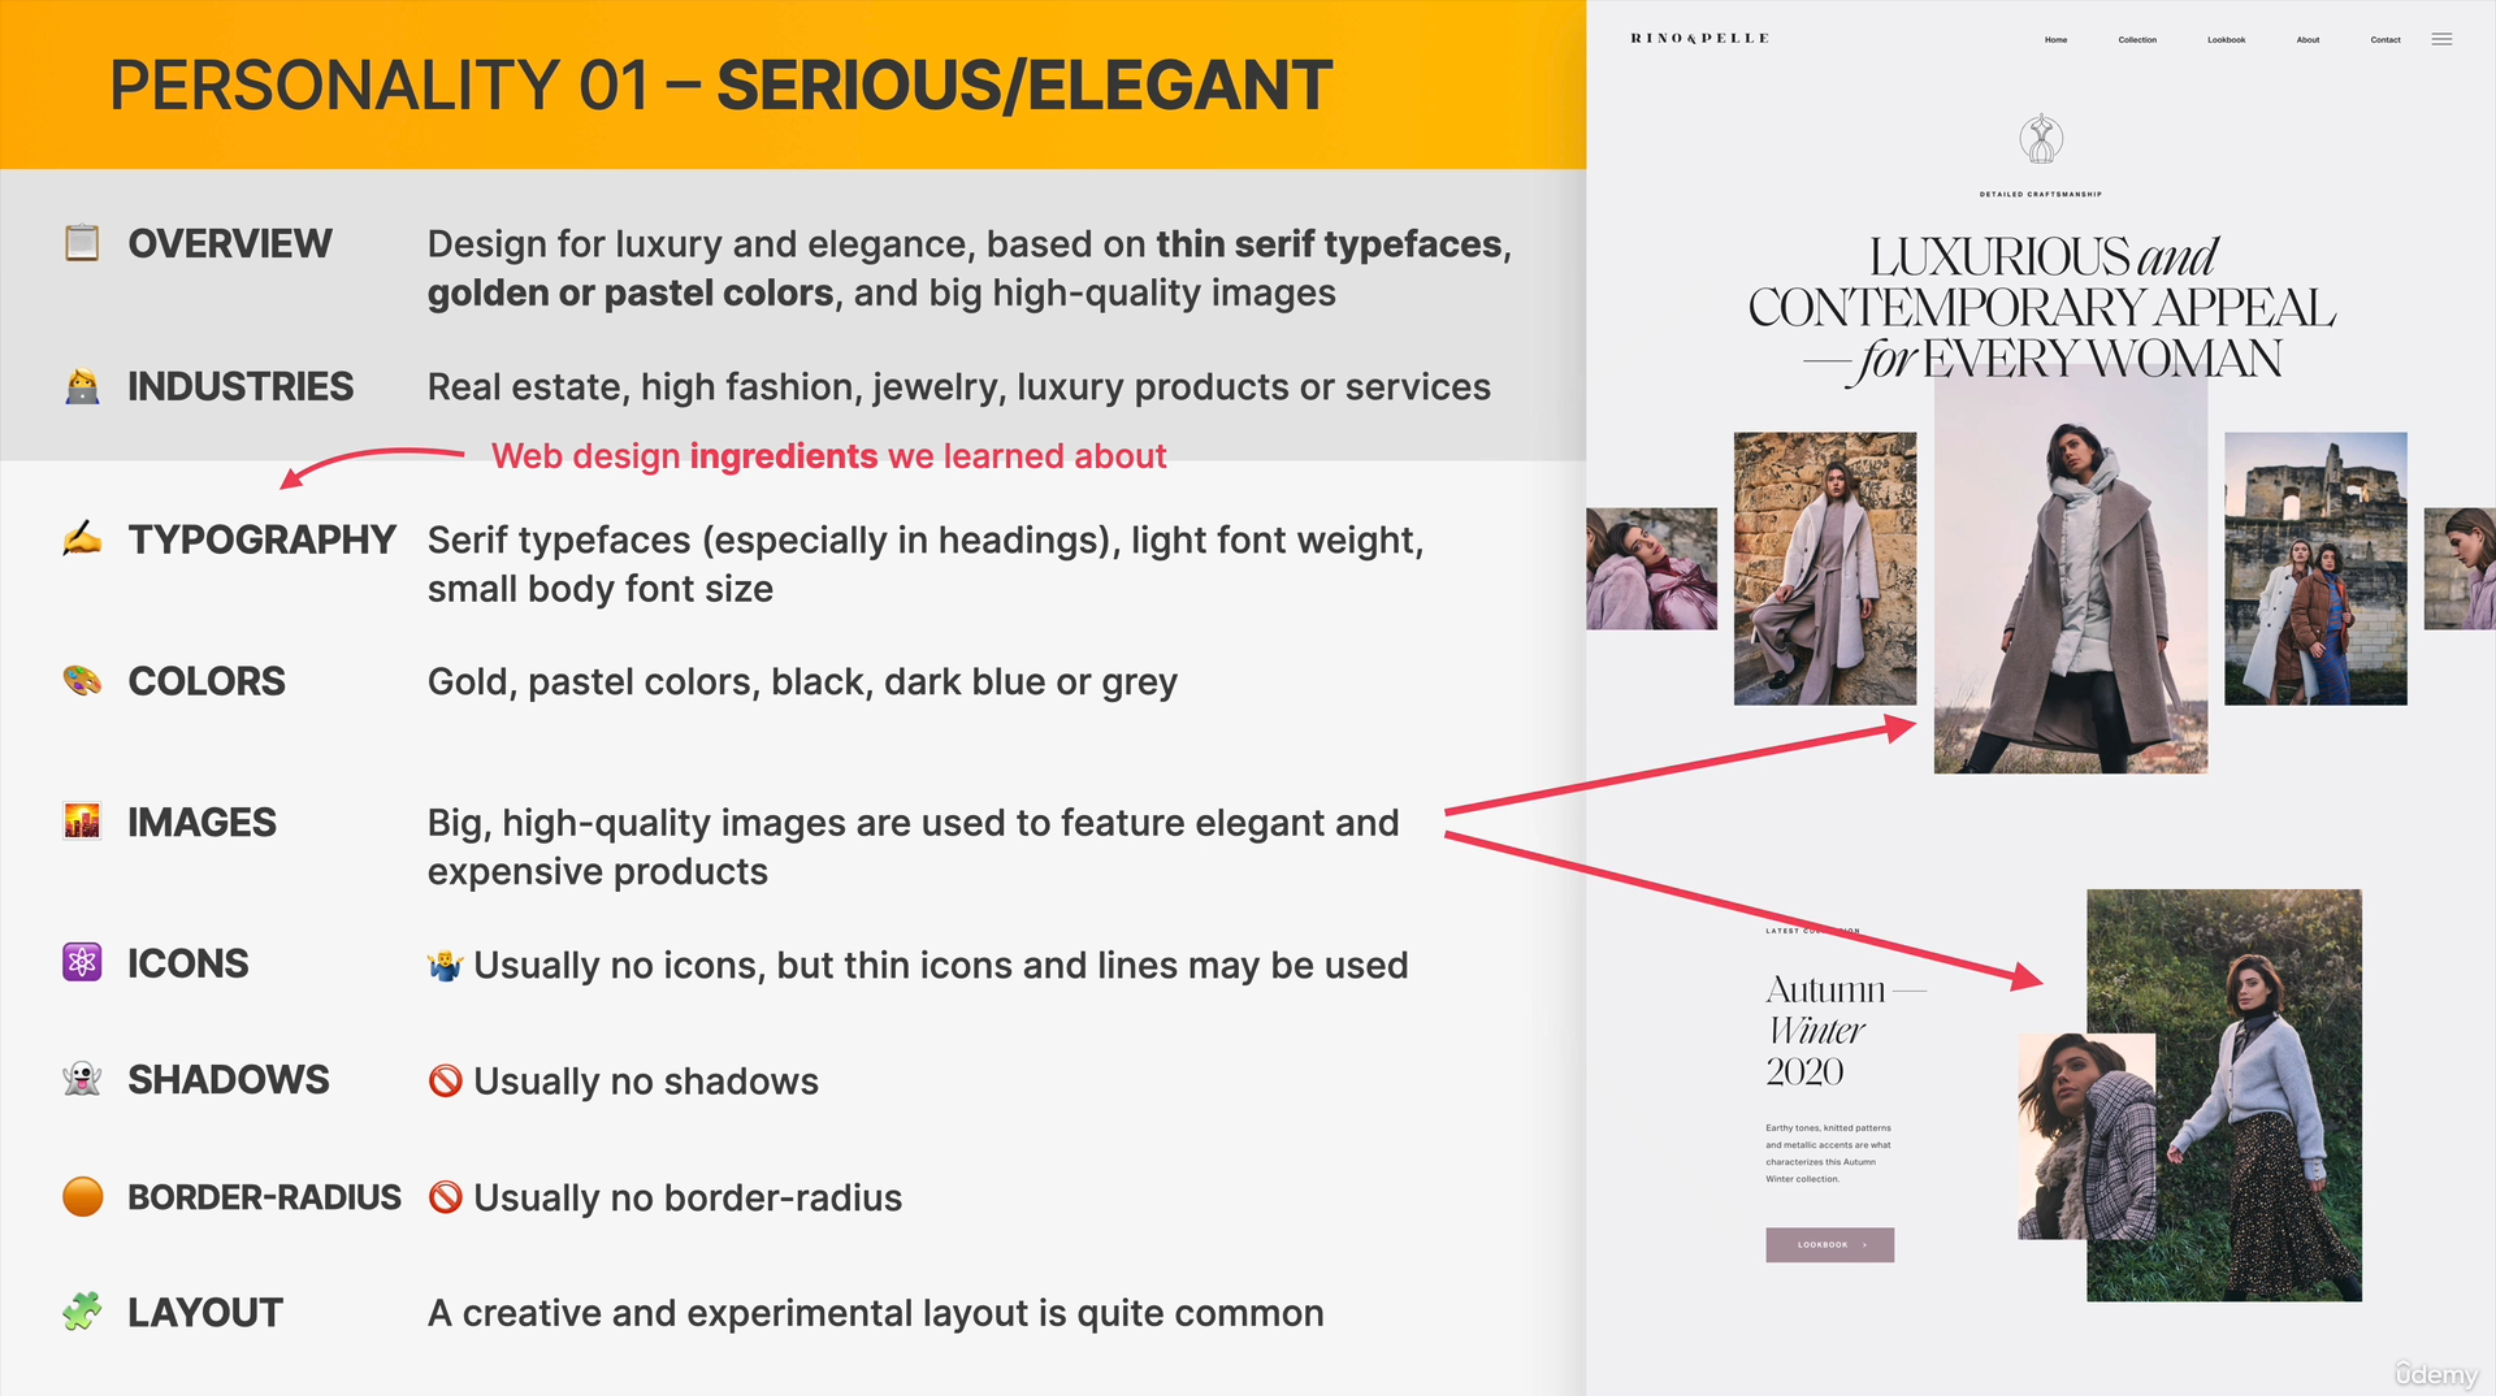 PERSONALITY 01 – SERIOUS/ELEGANT
OVERVIEW
Design for luxury and elegance, based on thin serif typefaces,
golden or pastel colors, and big high-quality images
INDUSTRIES
Real estate, high fashion, jewelry, luxury products or services
Web design ingredients we learned about
TYPOGRAPHY
Serif typefaces (especially in headings), light font weight,
small body font size
COLORS
Gold, pastel colors, black, dark blue or grey
IMAGES
Big, high-quality images are used to feature elegant and
expensive products
ICONS
Usually no icons, but thin icons and lines may be used
SHADOWS
Usually no shadows
BORDER-RADIUS
Usually no border-radius
LAYOUT
A creative and experimental layout is quite common
RINO&PELLE
Home Collection Lookbook About Contact
DETAILED CRAFTSMANSHIP
LUXURIOUS and
CONTEMPORARY APPEAL
— for EVERY WOMAN
LATEST
Autumn —
Winter
2020
Earthy tones, knitted patterns
and metallic accents are what
characterizes this Autumn
Winter collection.
LOOKBOOK >
ûdemy